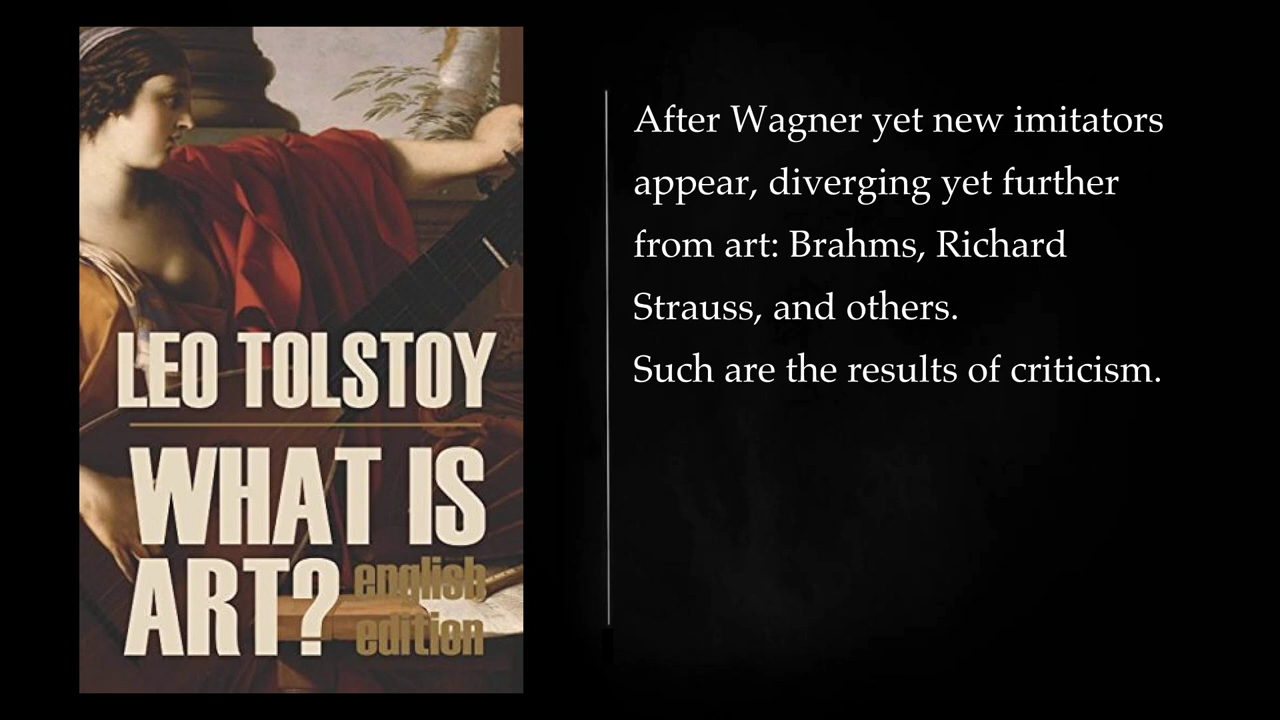 LEO TOLSTOY
WHAT IS
ART?
english
edition
After Wagner yet new imitators
appear, diverging yet further
from art: Brahms, Richard
Strauss, and others.
Such are the results of criticism.